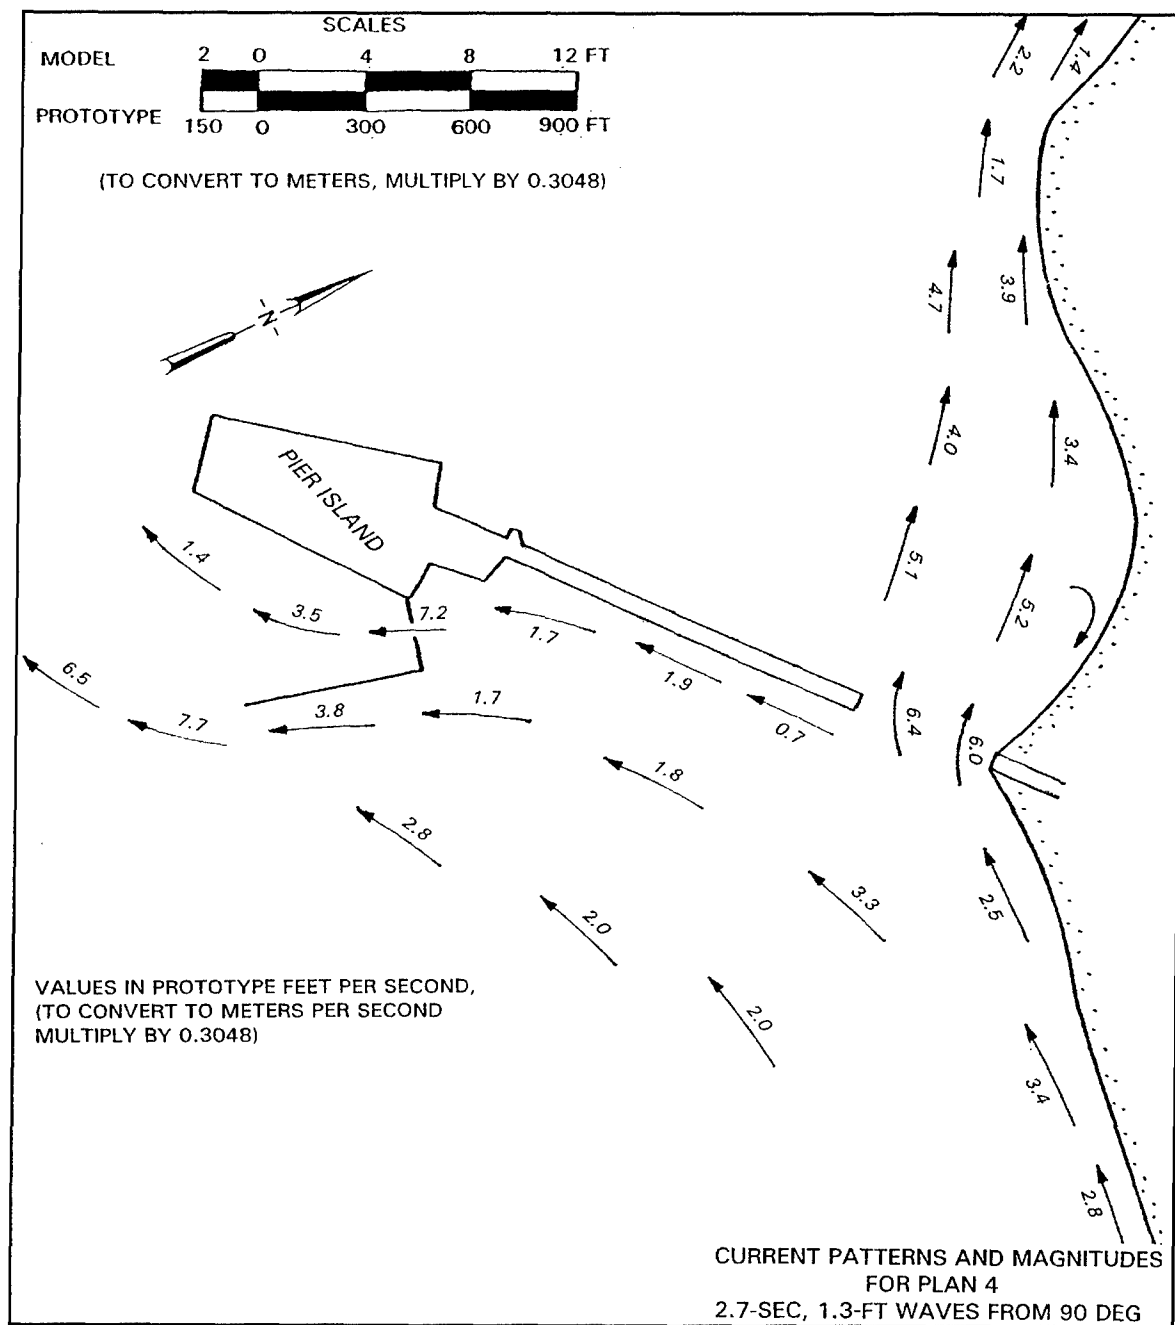 SCALES
MODEL 2 0 4 8 12 FT
PROTOTYPE 150 0 300 600 900 FT
(TO CONVERT TO METERS, MULTIPLY BY 0.3048)
-N-
2.2
1.4
1.7
4.7
3.9
4.0
3.4
PIER ISLAND
1.4
5.1
5.2
3.5
7.2
1.7
6.5
1.9
7.7
3.8
1.7
0.7
6.4
6.0
1.8
2.8
3.3
2.5
2.0
2.0
VALUES IN PROTOTYPE FEET PER SECOND,
(TO CONVERT TO METERS PER SECOND
MULTIPLY BY 0.3048)
3.4
2.8
CURRENT PATTERNS AND MAGNITUDES
FOR PLAN 4
2.7-SEC, 1.3-FT WAVES FROM 90 DEG